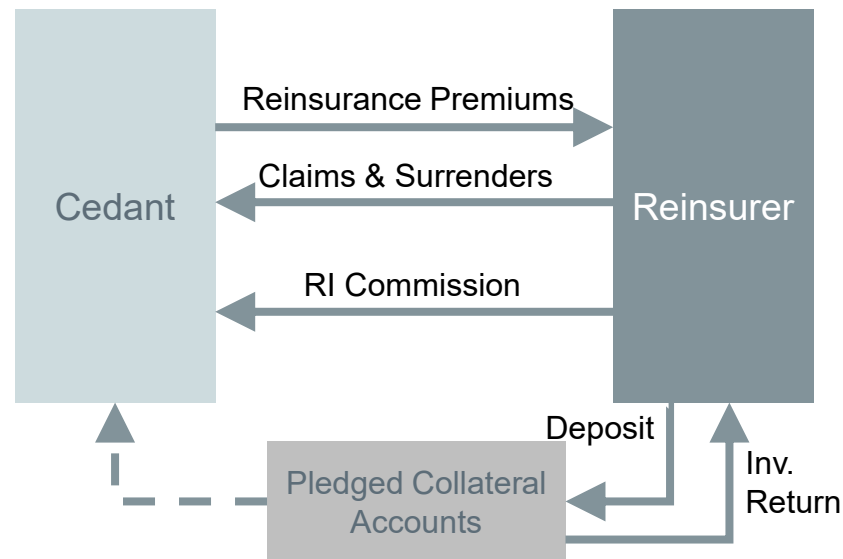 Reinsurance Premiums
Claims & Surrenders
Cedant
Reinsurer
RI Commission
Deposit
Pledged Collateral
Accounts
Inv.
Return